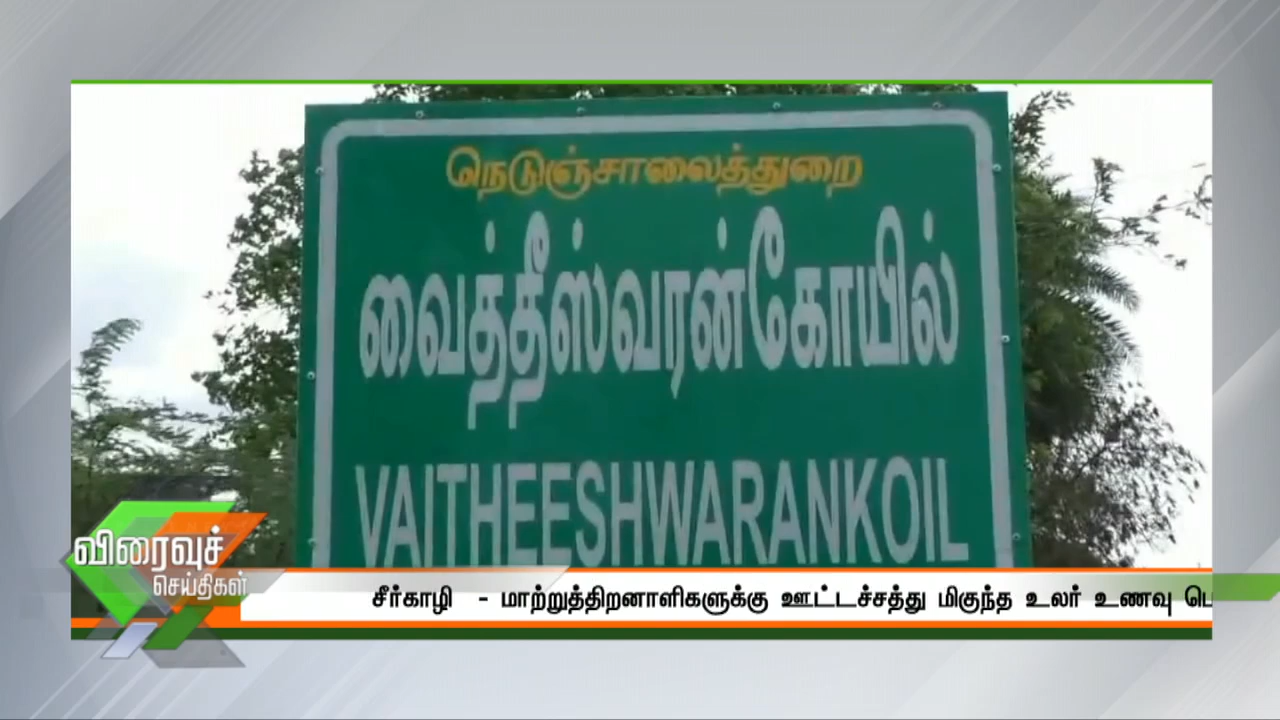 நெடுஞ்சாலைத்துறை
வைத்தீஸ்வரன்கோயில்
VAITHEESHWARANKOIL
விரைவுச்
செய்திகள்
சீர்காழி - மாற்றுத்திறனாளிகளுக்கு ஊட்டச்சத்து மிகுந்த உலர் உணவு